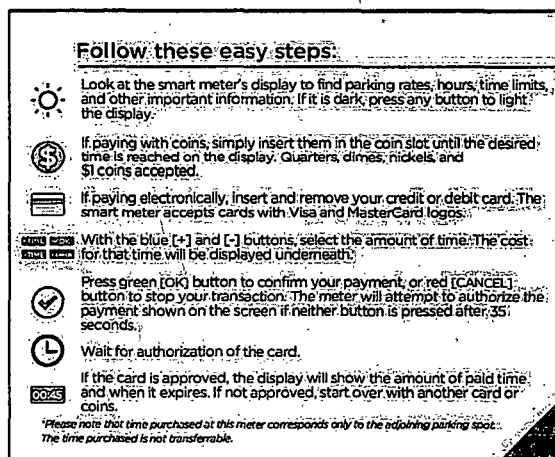 Follow these easy steps:
Look at the smart meter's display to find parking rates, hours, time limits,
and other important information. If it is dark, press any button to light
the display.
If paying with coins, simply insert them in the coin slot until the desired
time is reached on the display. Quarters, dimes, nickels, and
$1 coins accepted.
If paying electronically, insert and remove your credit or debit card. The
smart meter accepts cards with Visa and MasterCard logos.
With the blue [+] and [-] buttons, select the amount of time. The cost
for that time will be displayed underneath.
Press green [OK] button to confirm your payment, or red [CANCEL]
button to stop your transaction. The meter will attempt to authorize the
payment shown on the screen if neither button is pressed after 35
seconds.
Wait for authorization of the card.
If the card is approved, the display will show the amount of paid time
00:45 and when it expires. If not approved, start over with another card or
coins.
*Please note that time purchased at this meter corresponds only to the adjoining parking spot.
The time purchased is not transferrable.